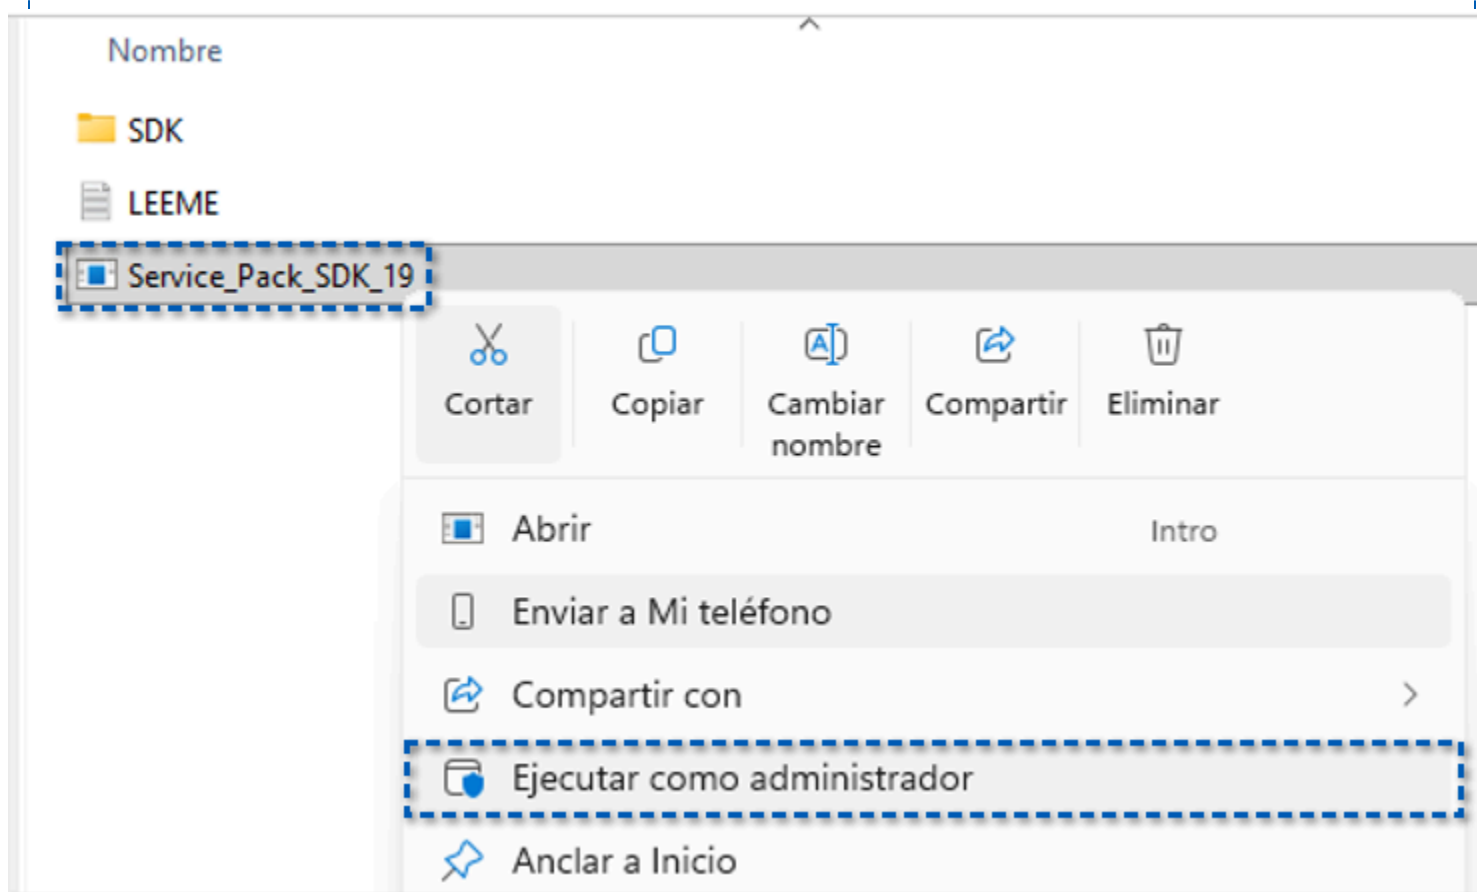 Nombre
SDK
LEEME
Service_Pack_SDK_19
Cortar
Copiar
Cambiar
nombre
Compartir
Eliminar
Abrir
Intro
Enviar a Mi teléfono
Compartir con
Ejecutar como administrador
Anclar a Inicio